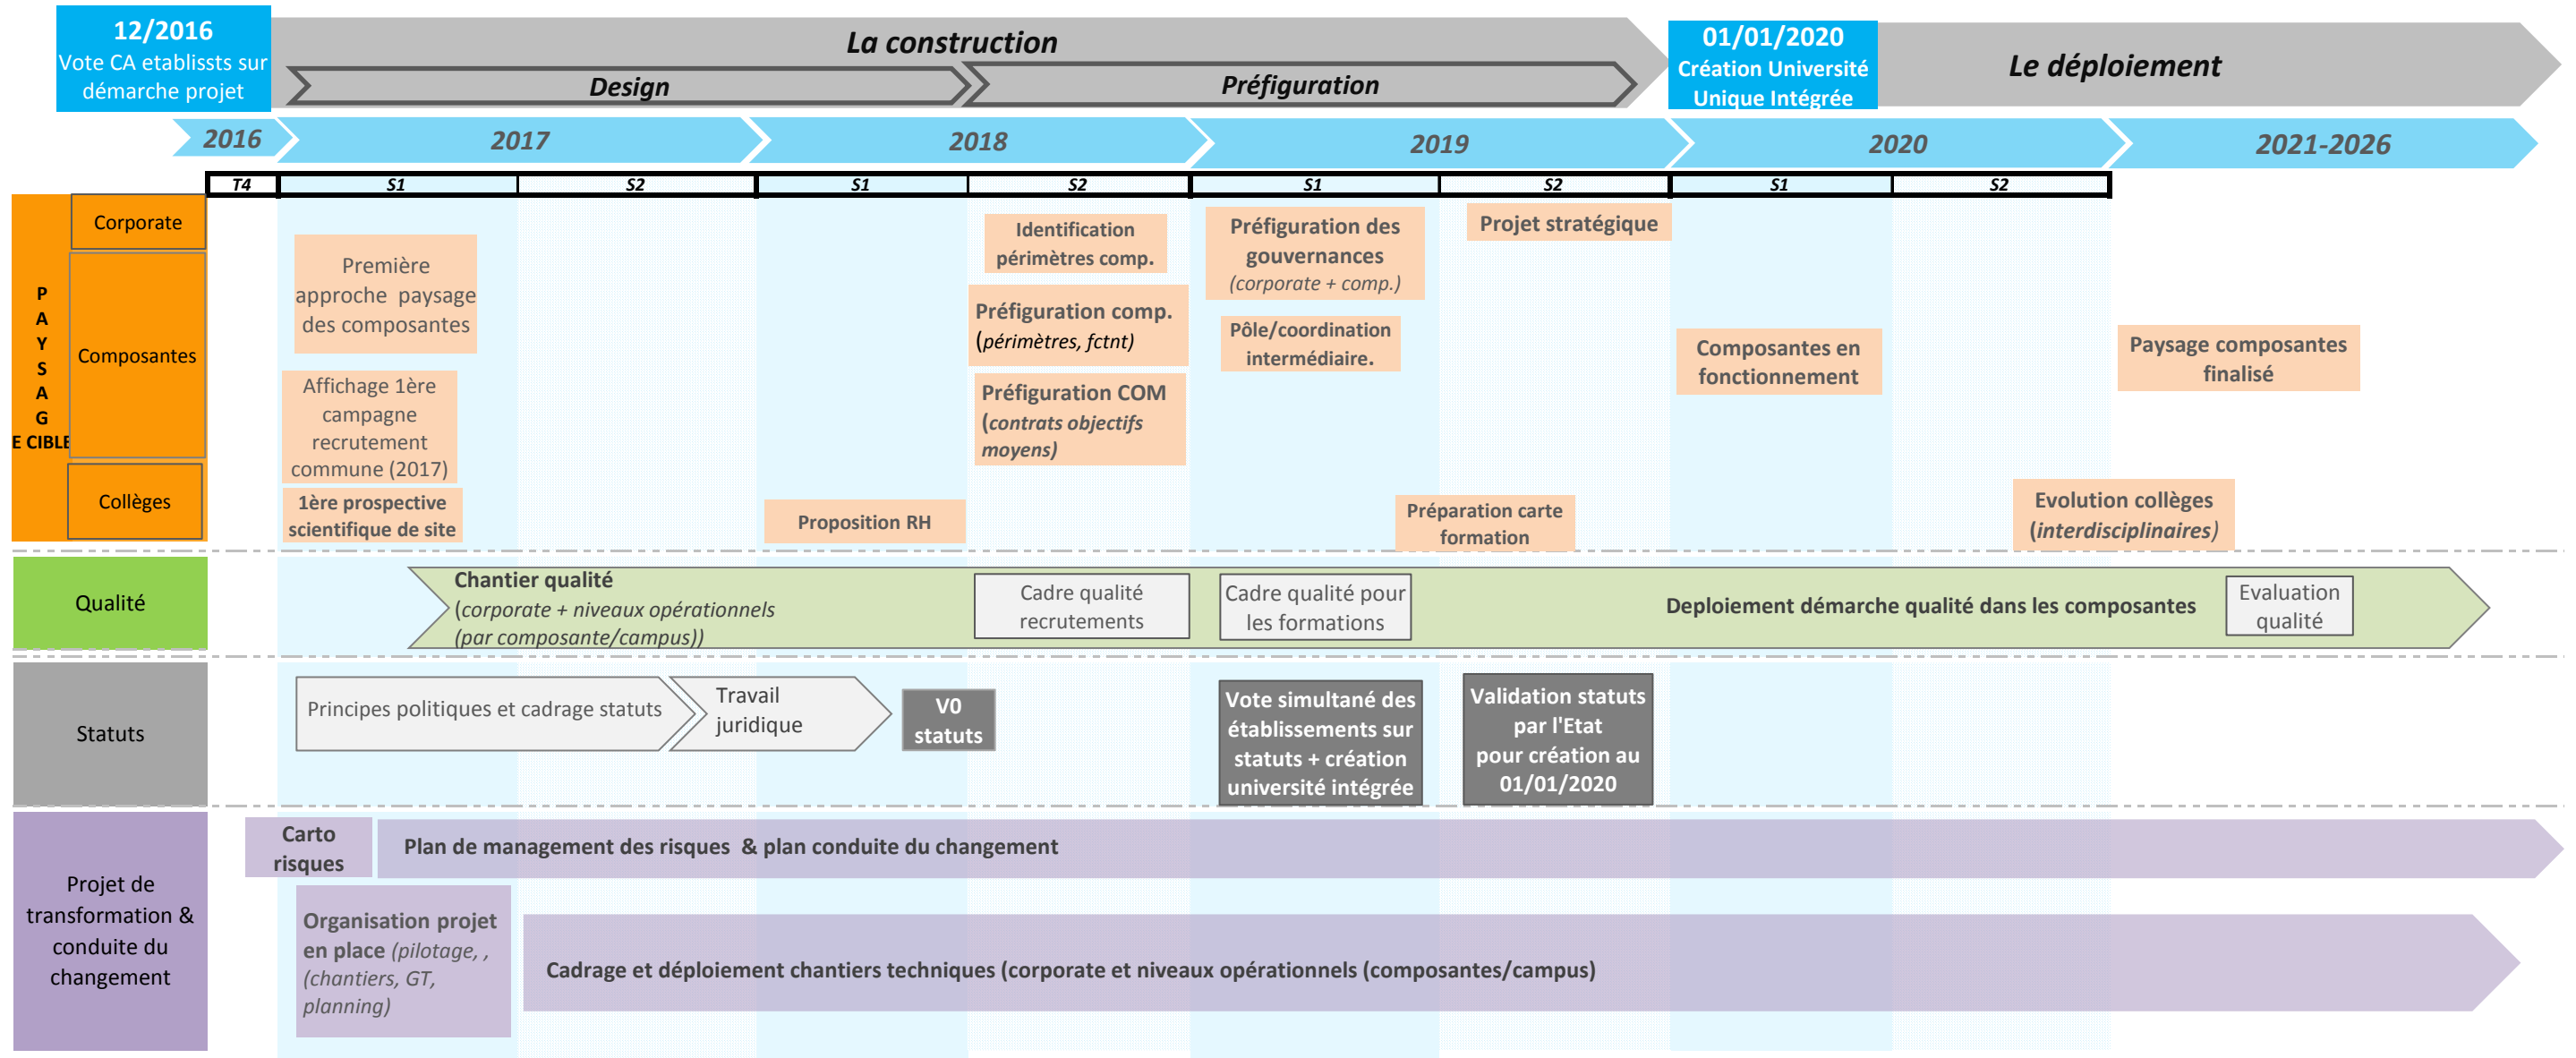 12/2016
Vote CA etablissts sur
démarche projet
La construction
Design
Préfiguration
01/01/2020
Création Université
Unique Intégrée
Le déploiement
2016
2017
2018
2019
2020
2021-2026
T4
S1
S2
S1
S2
S1
S2
S1
S2
P
A
Y
S
A
G
E CIBLE
Corporate
Composantes
Collèges
Première
approche paysage
des composantes
Affichage 1ère
campagne
recrutement
commune (2017)
1ère prospective
scientifique de site
Proposition RH
Identification
périmètres comp.
Préfiguration comp.
(périmètres, fctnt)
Préfiguration COM
(contrats objectifs
moyens)
Préfiguration des
gouvernances
(corporate + comp.)
Pôle/coordination
intermédiaire.
Projet stratégique
Préparation carte
formation
Composantes en
fonctionnement
Paysage composantes
finalisé
Evolution collèges
(interdisciplinaires)
Qualité
Chantier qualité
(corporate + niveaux opérationnels
(par composante/campus))
Cadre qualité
recrutements
Cadre qualité pour
les formations
Deploiement démarche qualité dans les composantes
Evaluation
qualité
Statuts
Principes politiques et cadrage statuts
Travail
juridique
V0
statuts
Vote simultané des
établissements sur
statuts + création
université intégrée
Validation statuts
par l'Etat
pour création au
01/01/2020
Projet de
transformation &
conduite du
changement
Carto
risques
Plan de management des risques & plan conduite du changement
Organisation projet
en place (pilotage, ,
(chantiers, GT,
planning)
Cadrage et déploiement chantiers techniques (corporate et niveaux opérationnels (composantes/campus)